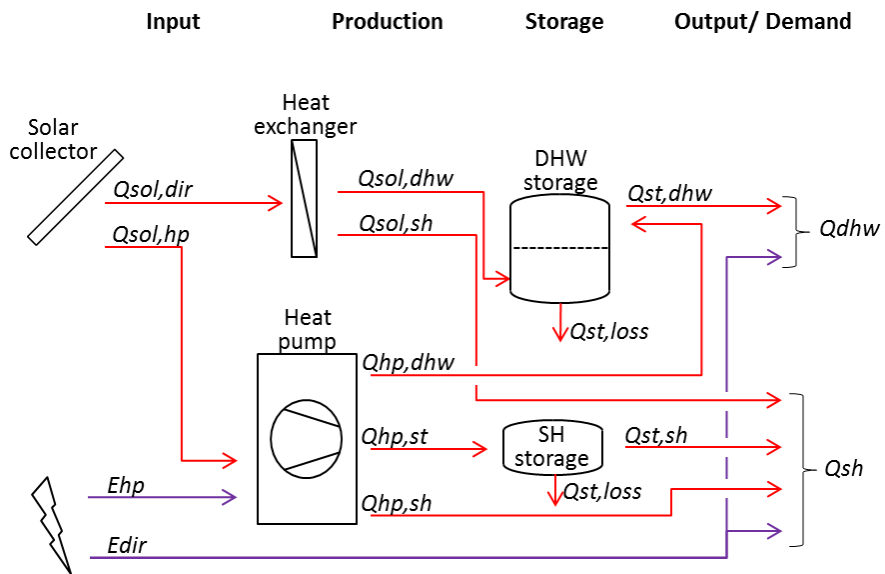 Input
Production
Storage
Output/ Demand
Solar
collector
Heat
exchanger
DHW
storage
Qsol,dir
Qsol,hp
Qsol,dhw
Qsol,sh
Qst,dhw
Qdhw
Qst,loss
Heat
pump
Qhp,dhw
Qhp,st
Qhp,sh
SH
storage
Qst,sh
Qst,loss
Qsh
Ehp
Edir